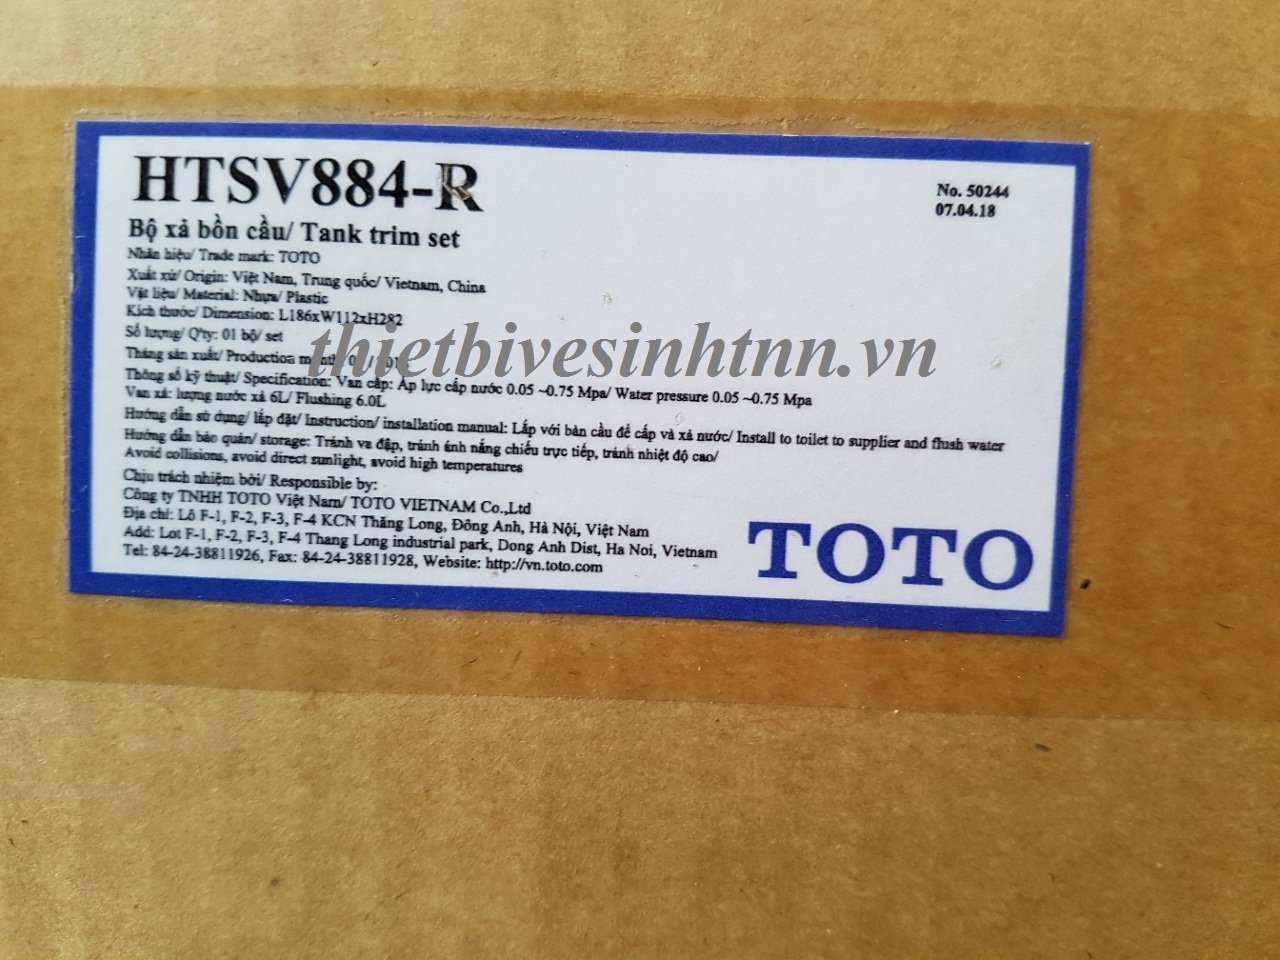 HTSV884-R
No. 50244
07.04.18
Bộ xả bồn cầu/ Tank trim set
Nhãn hiệu/ Trade mark: TOTO
Xuất xứ/ Origin: Việt Nam, Trung quốc/ Vietnam, China
Vật liệu/ Material: Nhựa/ Plastic
Kích thước/ Dimension: L186xW112xH282
Số lượng/ Q'ty: 01 bộ/ set
thietbivesinhtnn.vn
Tháng sản xuất/ Production month/
Thông số kỹ thuật/ Specification: Van cấp: Áp lực cấp nước 0.05 ~0.75 Mpa/ Water pressure 0.05 ~0.75 Mpa
Van xả: lượng nước xả 6L/ Flushing 6.0L
Hướng dẫn sử dụng/ lắp đặt/ Instruction/ installation manual: Lắp với bàn cầu để cấp và xả nước/ Install to toilet to supplier and flush water
Hướng dẫn bảo quản/ storage: Tránh va đập, tránh ánh nắng chiếu trực tiếp, tránh nhiệt độ cao/
Avoid collisions, avoid direct sunlight, avoid high temperatures
Chịu trách nhiệm bởi/ Responsible by:
Công ty TNHH TOTO Việt Nam/ TOTO VIETNAM Co.,Ltd
Địa chỉ: Lô F-1, F-2, F-3, F-4 KCN Thăng Long, Đông Anh, Hà Nội, Việt Nam
Add: Lot F-1, F-2, F-3, F-4 Thang Long industrial park, Dong Anh Dist, Ha Noi, Vietnam
Tel: 84-24-38811926, Fax: 84-24-38811928, Website: http://vn.toto.com
TOTO